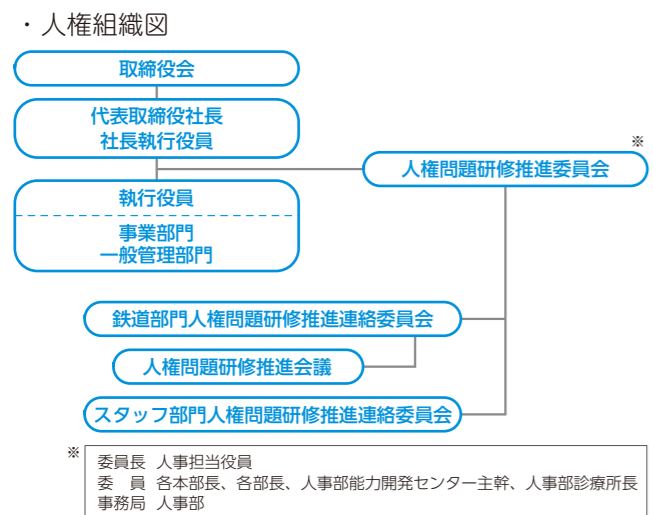 ・人権組織図
取締役会
代表取締役社長
社長執行役員
※
人権問題研修推進委員会
執行役員
事業部門
一般管理部門
鉄道部門人権問題研修推進連絡委員会
人権問題研修推進会議
スタッフ部門人権問題研修推進連絡委員会
※
委員長 人事担当役員
委　員 各本部長、各部長、人事部能力開発センター主幹、人事部診療所長
事務局 人事部